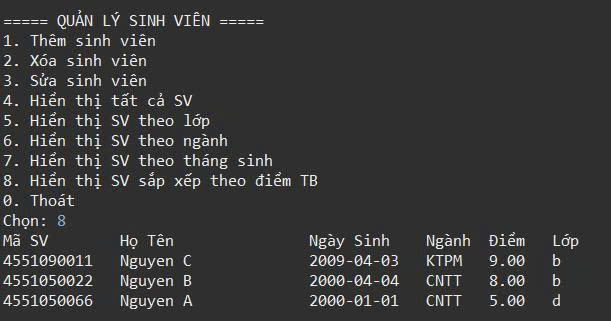 ===== QUẢN LÝ SINH VIÊN =====
1. Thêm sinh viên
2. Xóa sinh viên
3. Sửa sinh viên
4. Hiển thị tất cả SV
5. Hiển thị SV theo lớp
6. Hiển thị SV theo ngành
7. Hiển thị SV theo tháng sinh
8. Hiển thị SV sắp xếp theo điểm TB
0. Thoát
Chọn: 8
Mã SV Họ Tên Ngày Sinh Ngành Điểm Lớp
4551090011 Nguyen C 2009-04-03 KTPM 9.00 b
4551050022 Nguyen B 2000-04-04 CNTT 8.00 b
4551050066 Nguyen A 2000-01-01 CNTT 5.00 d